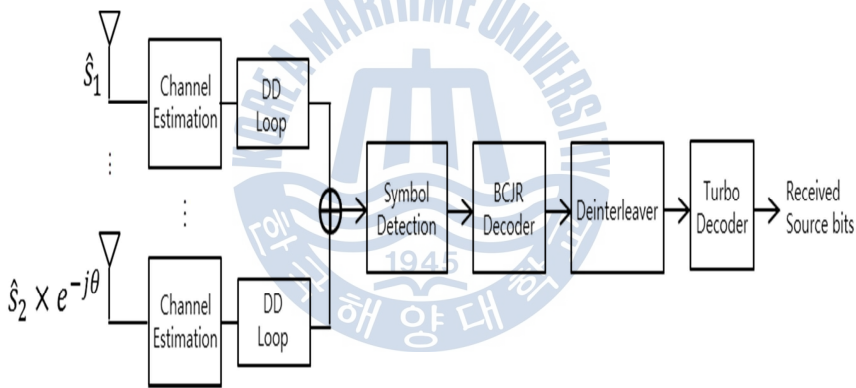 KOREA MARITIME UNIVERSITY
ŝ₁
Channel
Estimation
DD
Loop
⋮
⋮
ŝ₂ × e^{-jθ}
Channel
Estimation
DD
Loop
Symbol
Detection
BCJR
Decoder
Deinterleaver
Turbo
Decoder
Received
Source bits
1945
한국해양대학교